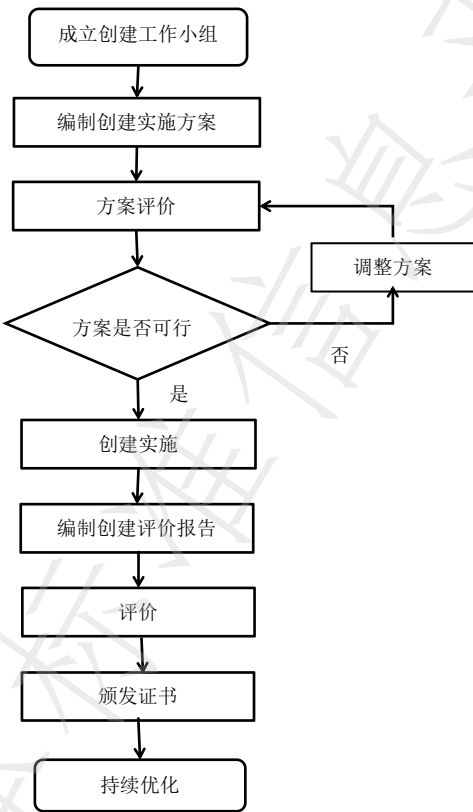 成立创建工作小组
编制创建实施方案
方案评价
调整方案
方案是否可行
否
是
创建实施
编制创建评价报告
评价
颁发证书
持续优化